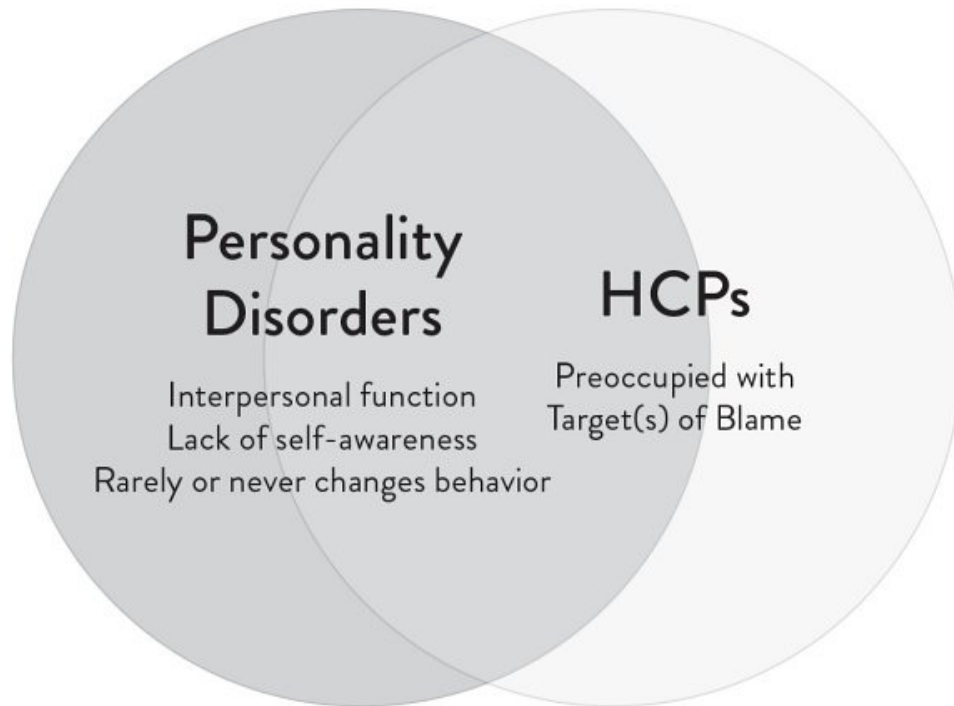 Personality
Disorders
Interpersonal function
Lack of self-awareness
Rarely or never changes behavior
HCPs
Preoccupied with
Target(s) of Blame